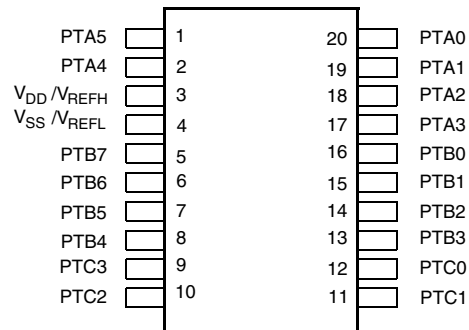 PTA5 1 20 PTA0
PTA4 2 19 PTA1
VDD /VREFH 3 18 PTA2
VSS /VREFL 4 17 PTA3
PTB7 5 16 PTB0
PTB6 6 15 PTB1
PTB5 7 14 PTB2
PTB4 8 13 PTB3
PTC3 9 12 PTC0
PTC2 10 11 PTC1